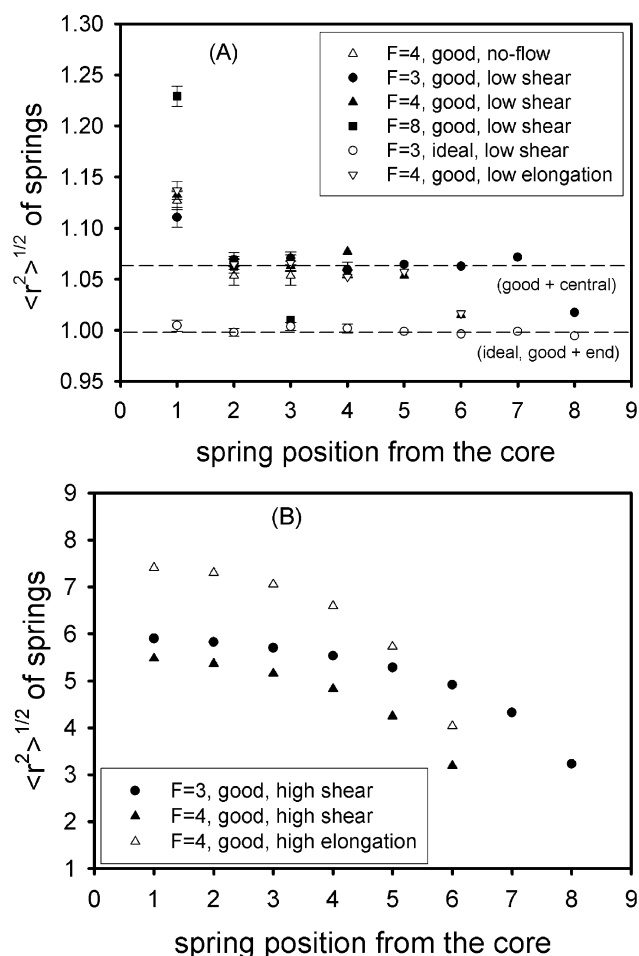 (A)
F=4, good, no-flow
F=3, good, low shear
F=4, good, low shear
F=8, good, low shear
F=3, ideal, low shear
F=4, good, low elongation
1.30
1.25
1.20
1.15
1.10
1.05
1.00
0.95
<r²>^1/2 of springs
(good + central)
(ideal, good + end)
0 1 2 3 4 5 6 7 8 9
spring position from the core
(B)
9
8
7
6
5
4
3
2
1
<r²>^1/2 of springs
F=3, good, high shear
F=4, good, high shear
F=4, good, high elongation
0 1 2 3 4 5 6 7 8 9
spring position from the core